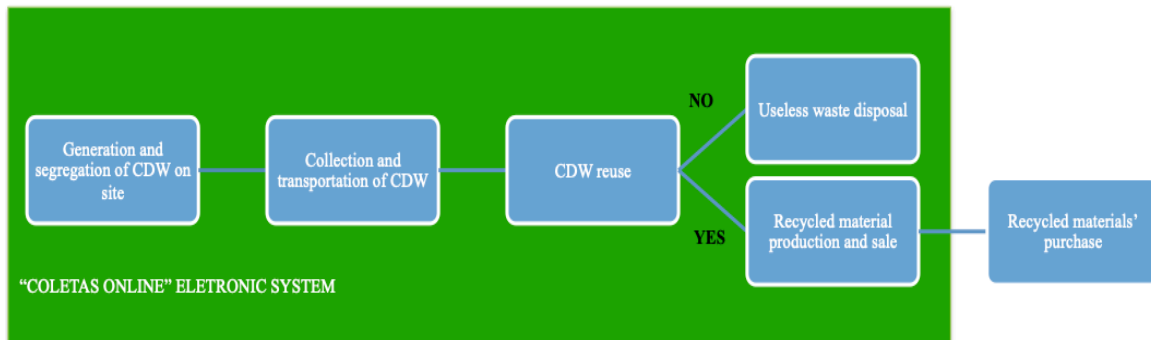 Generation and
segregation of CDW on
site
Collection and
transportation of CDW
CDW reuse
NO
Useless waste disposal
YES
Recycled material
production and sale
Recycled materials’
purchase
“COLETAS ONLINE” ELETRONIC SYSTEM